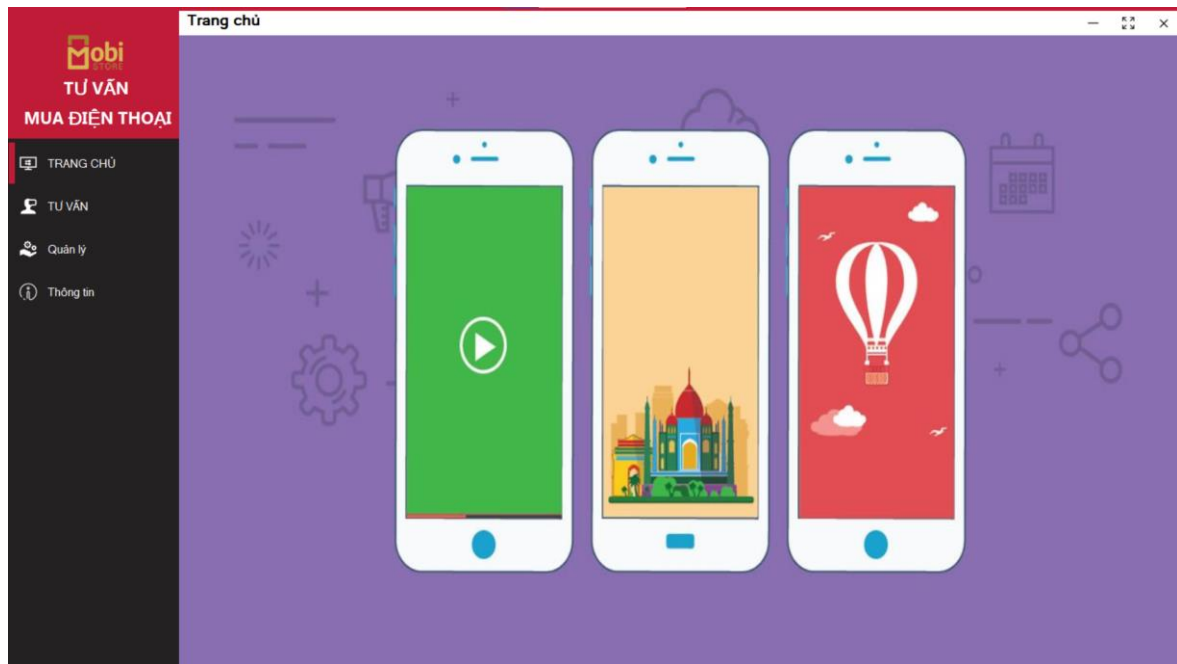 Trang chủ
Mobi
STORE
TƯ VẤN
MUA ĐIỆN THOẠI
TRANG CHỦ
TƯ VẤN
Quản lý
Thông tin